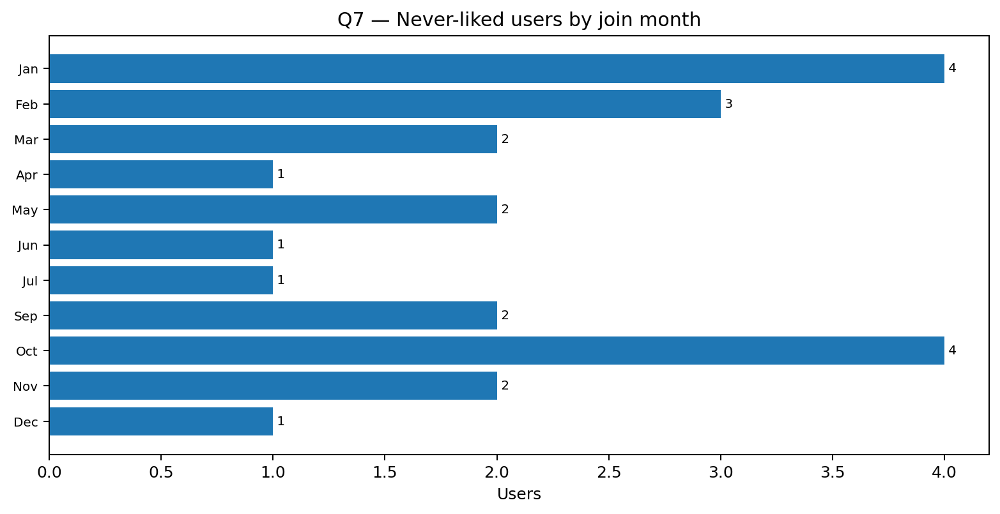 Q7 — Never-liked users by join month
Jan 4
Feb 3
Mar 2
Apr 1
May 2
Jun 1
Jul 1
Sep 2
Oct 4
Nov 2
Dec 1
0.0 0.5 1.0 1.5 2.0 2.5 3.0 3.5 4.0
Users